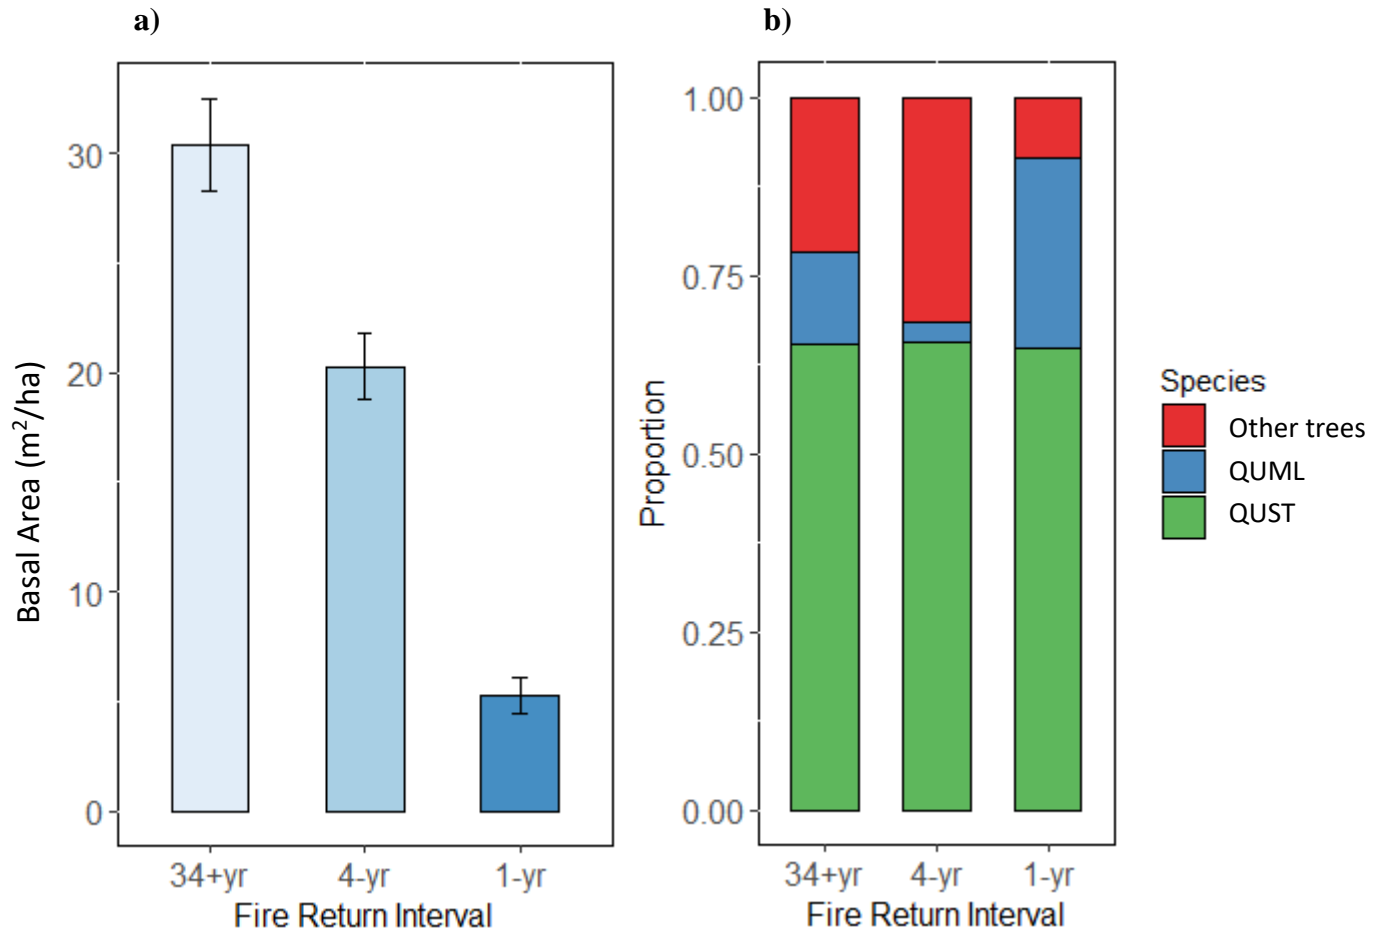 a)
Basal Area (m²/ha)
30
20
10
0
34+yr 4-yr 1-yr
Fire Return Interval
b)
Proportion
1.00
0.75
0.50
0.25
0.00
34+yr 4-yr 1-yr
Fire Return Interval
Species
Other trees
QUML
QUST